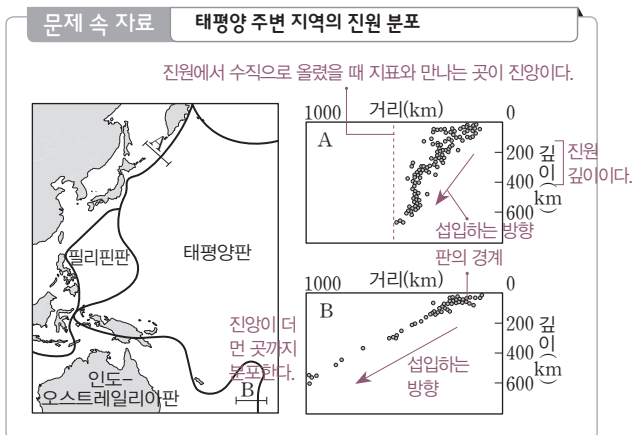 문제 속 자료 태평양 주변 지역의 진원 분포
진원에서 수직으로 올렸을 때 지표와 만나는 곳이 진앙이다.
필리핀판
태평양판
인도-
오스트레일리아판
B
1000 거리(km) 0
A
200
400
600
깊이(km)
진원
깊이이다.
섭입하는 방향
판의 경계
1000 거리(km) 0
B
200
400
600
깊이(km)
진앙이 더
먼 곳까지
분포한다.
섭입하는
방향